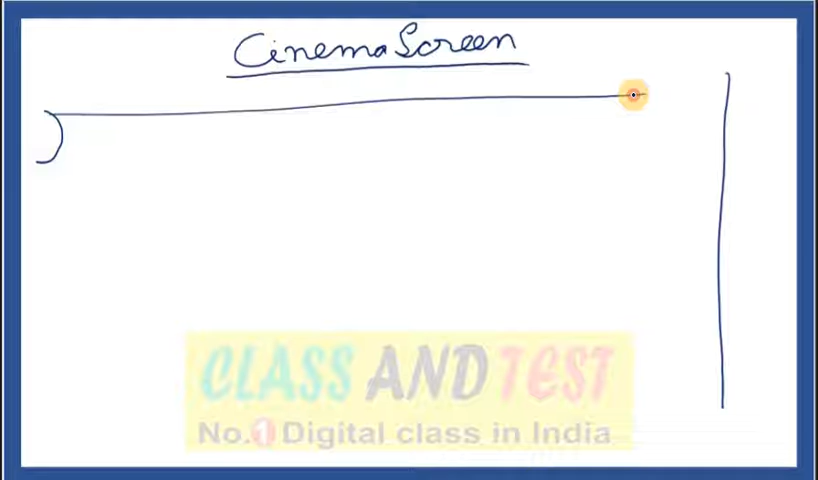 Cinema Screen
CLASS AND TEST
No.1 Digital class in India